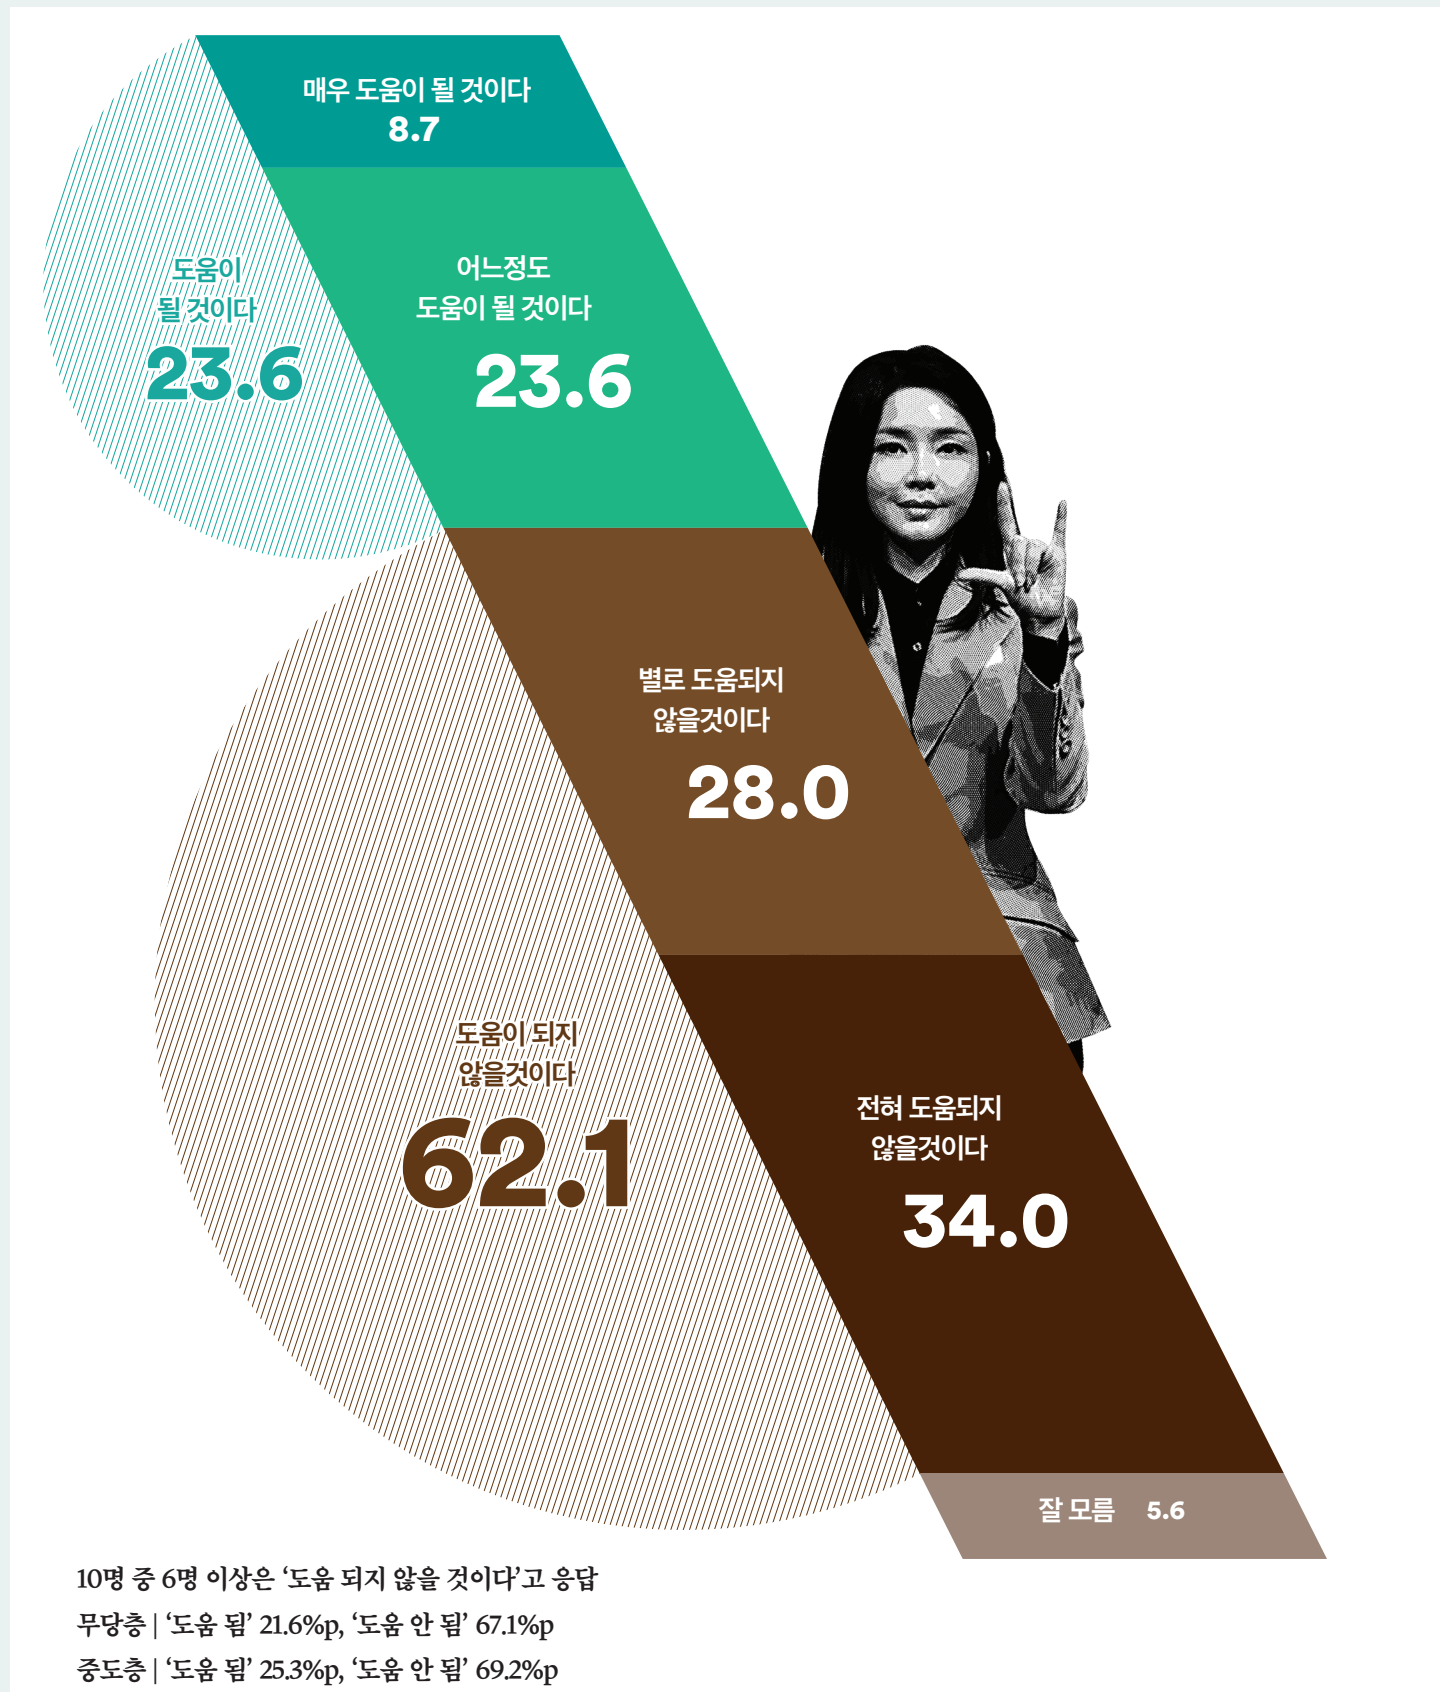 매우 도움이 될 것이다
8.7
도움이
될 것이다
23.6
어느정도
도움이 될 것이다
23.6
별로 도움되지
않을것이다
28.0
도움이 되지
않을것이다
62.1
전혀 도움되지
않을것이다
34.0
잘 모름 5.6
10명 중 6명 이상은 ‘도움 되지 않을 것이다’고 응답
무당층 | ‘도움 됨’ 21.6%p, ‘도움 안 됨’ 67.1%p
중도층 | ‘도움 됨’ 25.3%p, ‘도움 안 됨’ 69.2%p